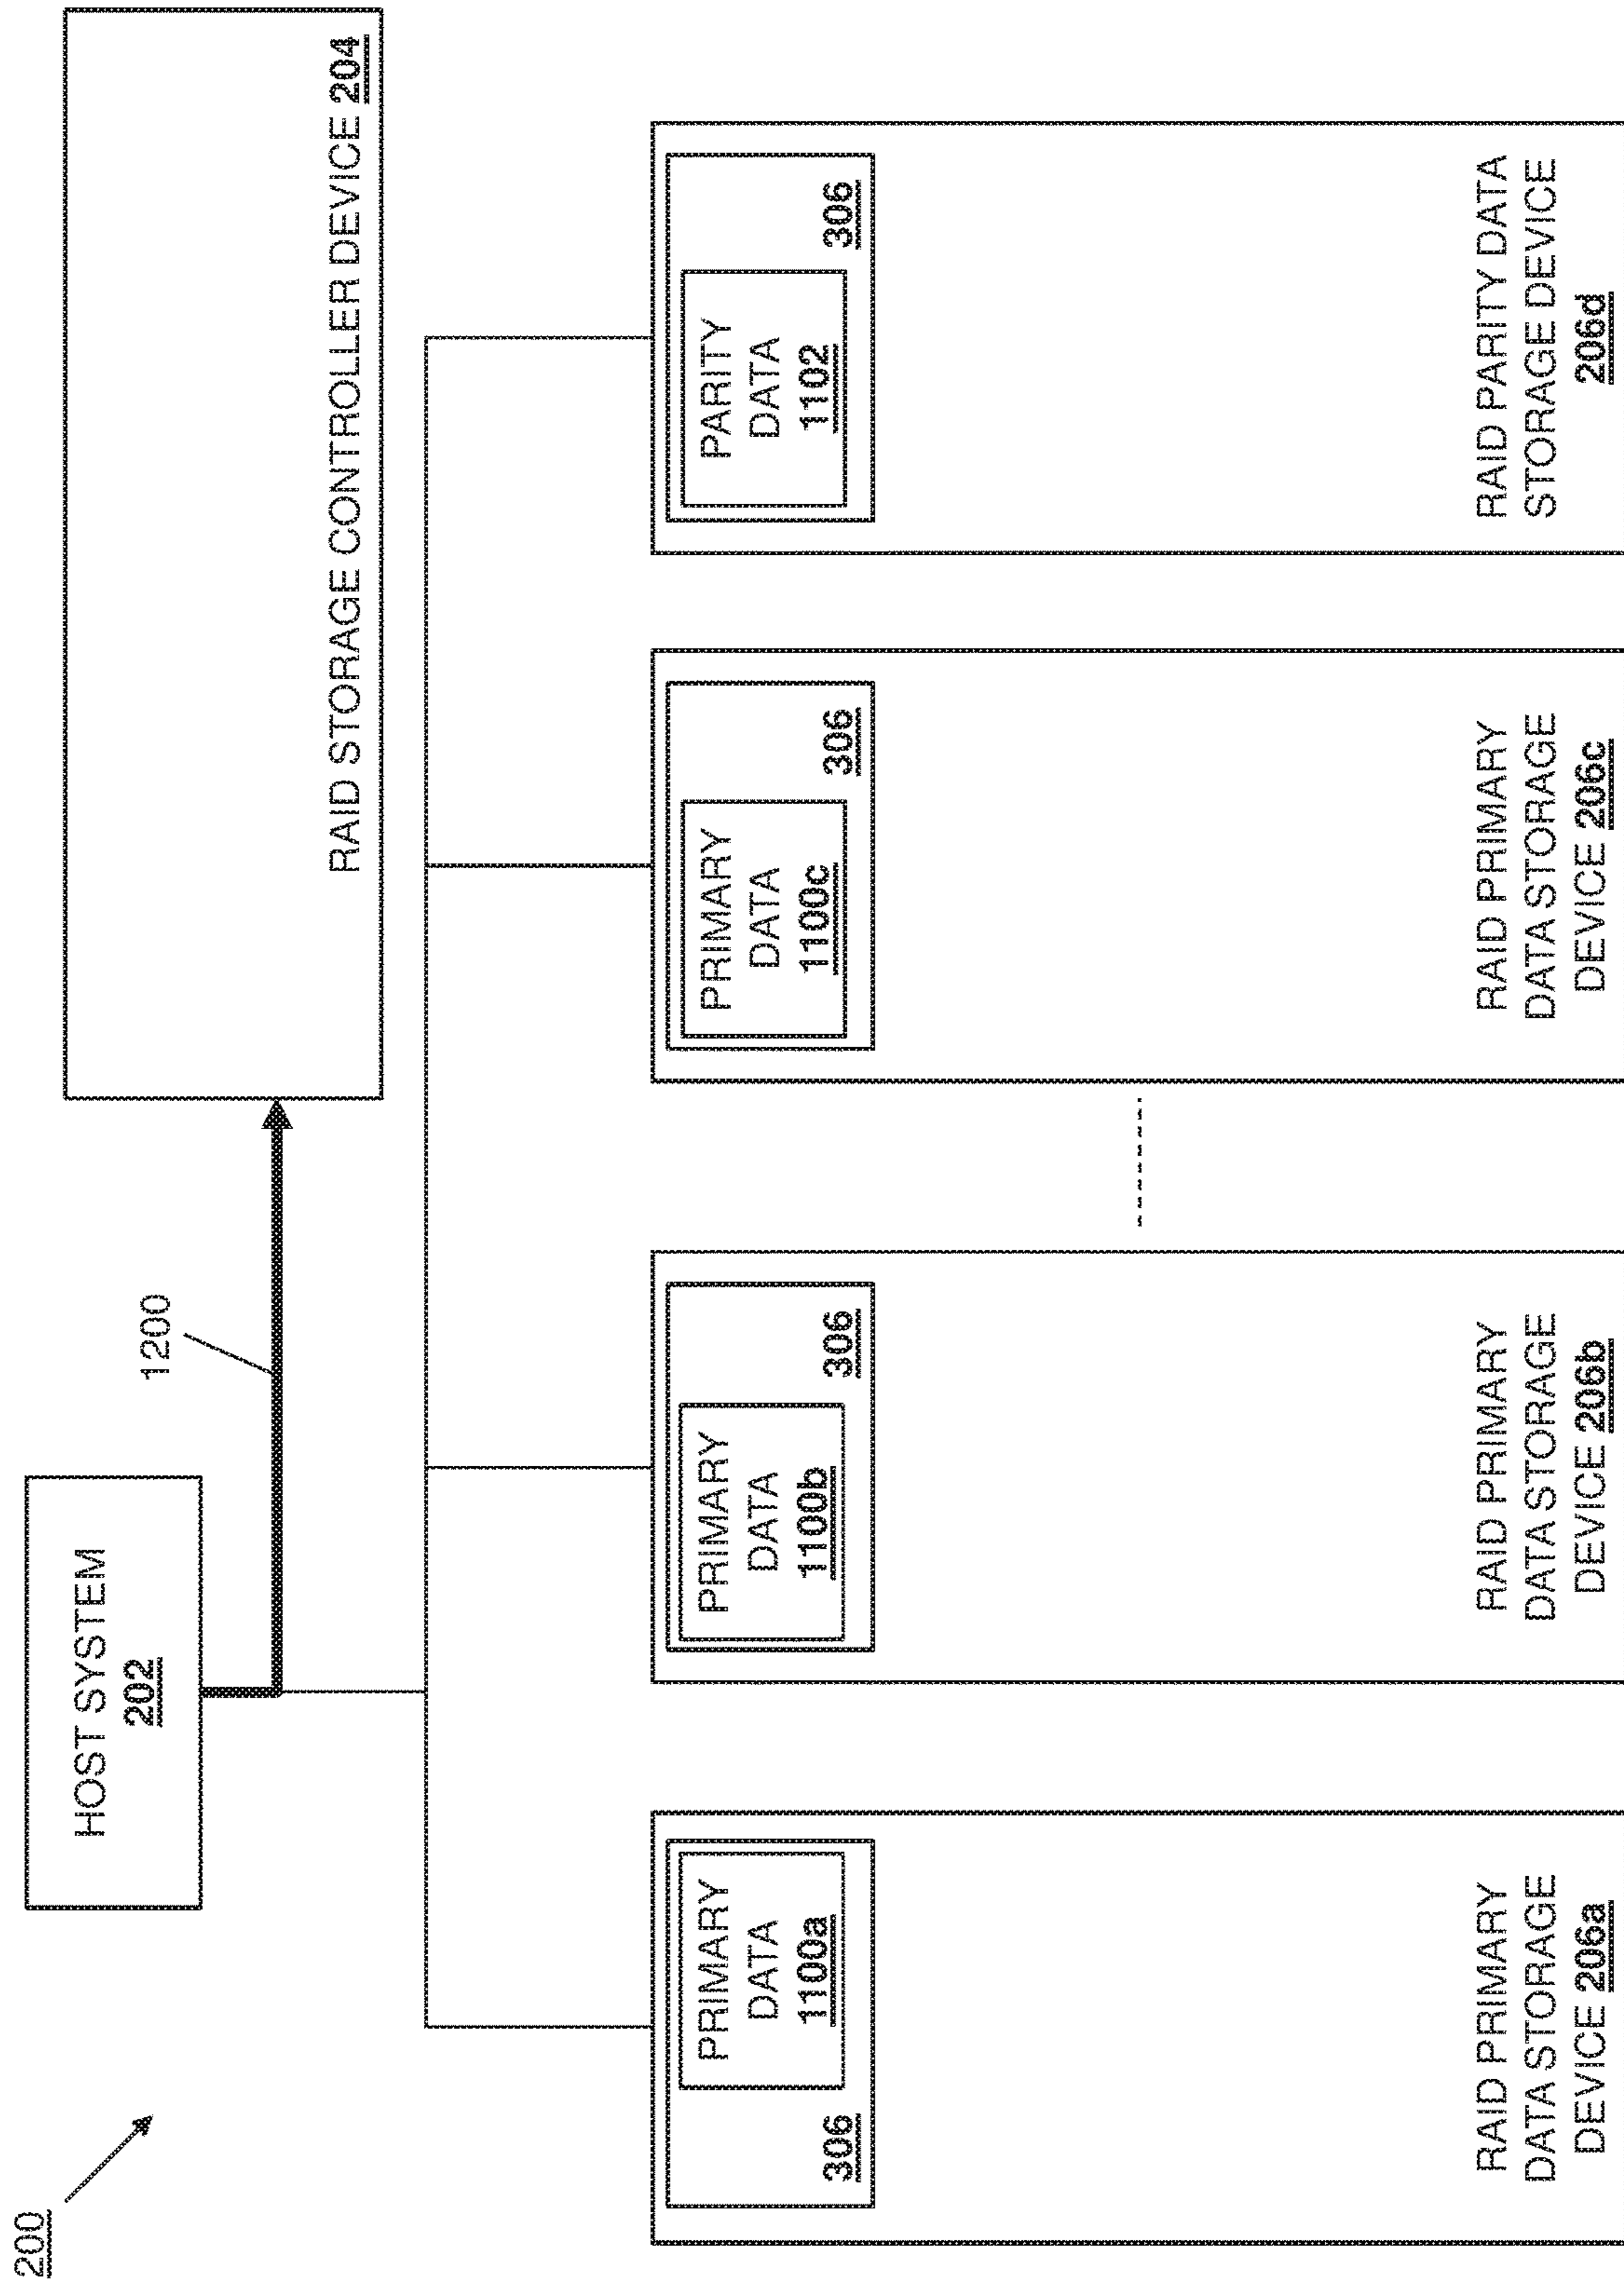 200
HOST SYSTEM
202
1200
RAID STORAGE CONTROLLER DEVICE 204
306
PRIMARY
DATA
1100a
RAID PRIMARY
DATA STORAGE
DEVICE 206a
PRIMARY
DATA
1100b
306
RAID PRIMARY
DATA STORAGE
DEVICE 206b
PRIMARY
DATA
1100c
306
RAID PRIMARY
DATA STORAGE
DEVICE 206c
PARITY
DATA
1102
306
RAID PARITY DATA
STORAGE DEVICE
206d